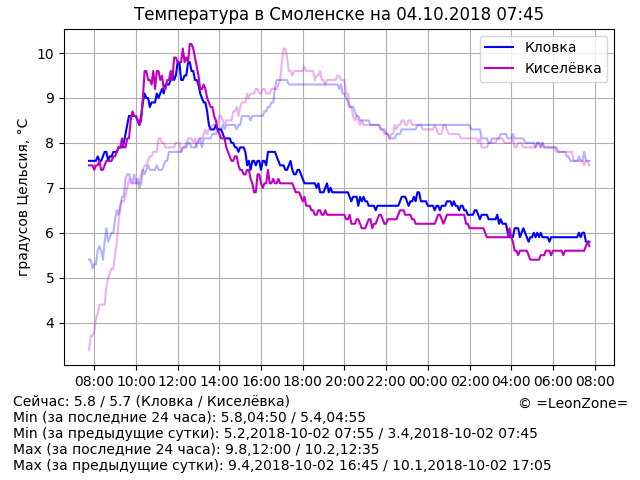 Температура в Смоленске на 04.10.2018 07:45
Кловка
Киселёвка
градусов Цельсия, °C
10
9
8
7
6
5
4
08:00 10:00 12:00 14:00 16:00 18:00 20:00 22:00 00:00 02:00 04:00 06:00 08:00
Сейчас: 5.8 / 5.7 (Кловка / Киселёвка)
© =LeonZone=
Min (за последние 24 часа): 5.8,04:50 / 5.4,04:55
Min (за предыдущие сутки): 5.2,2018-10-02 07:55 / 3.4,2018-10-02 07:45
Max (за последние 24 часа): 9.8,12:00 / 10.2,12:35
Max (за предыдущие сутки): 9.4,2018-10-02 16:45 / 10.1,2018-10-02 17:05